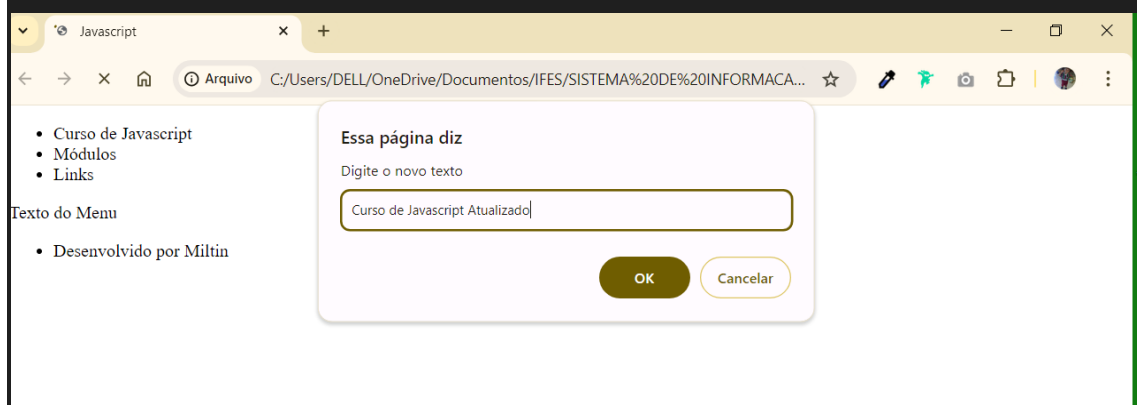 Javascript
Arquivo C:/Users/DELL/OneDrive/Documentos/IFES/SISTEMA%20DE%20INFORMACA...
Essa página diz
Digite o novo texto
Curso de Javascript Atualizado
OK Cancelar
Curso de Javascript
Módulos
Links
Texto do Menu
Desenvolvido por Miltin